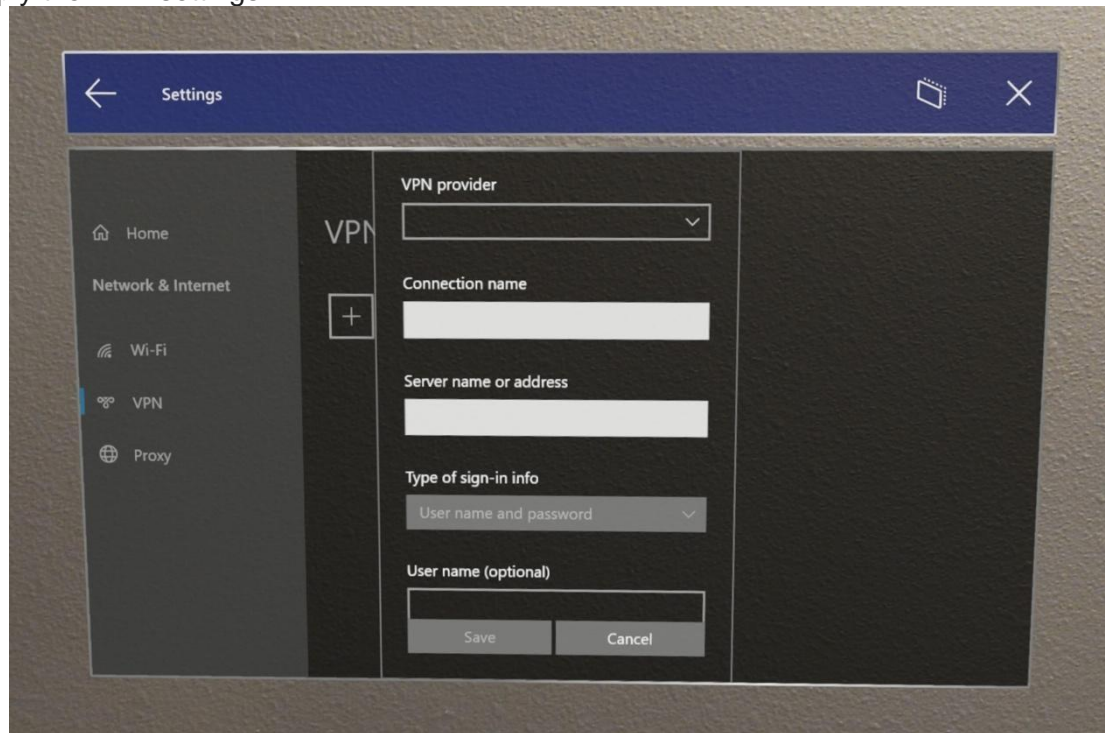 Settings
VPN provider
Home
VPN
Network & Internet
Connection name
Wi-Fi
Server name or address
VPN
Proxy
Type of sign-in info
User name and password
User name (optional)
Save
Cancel